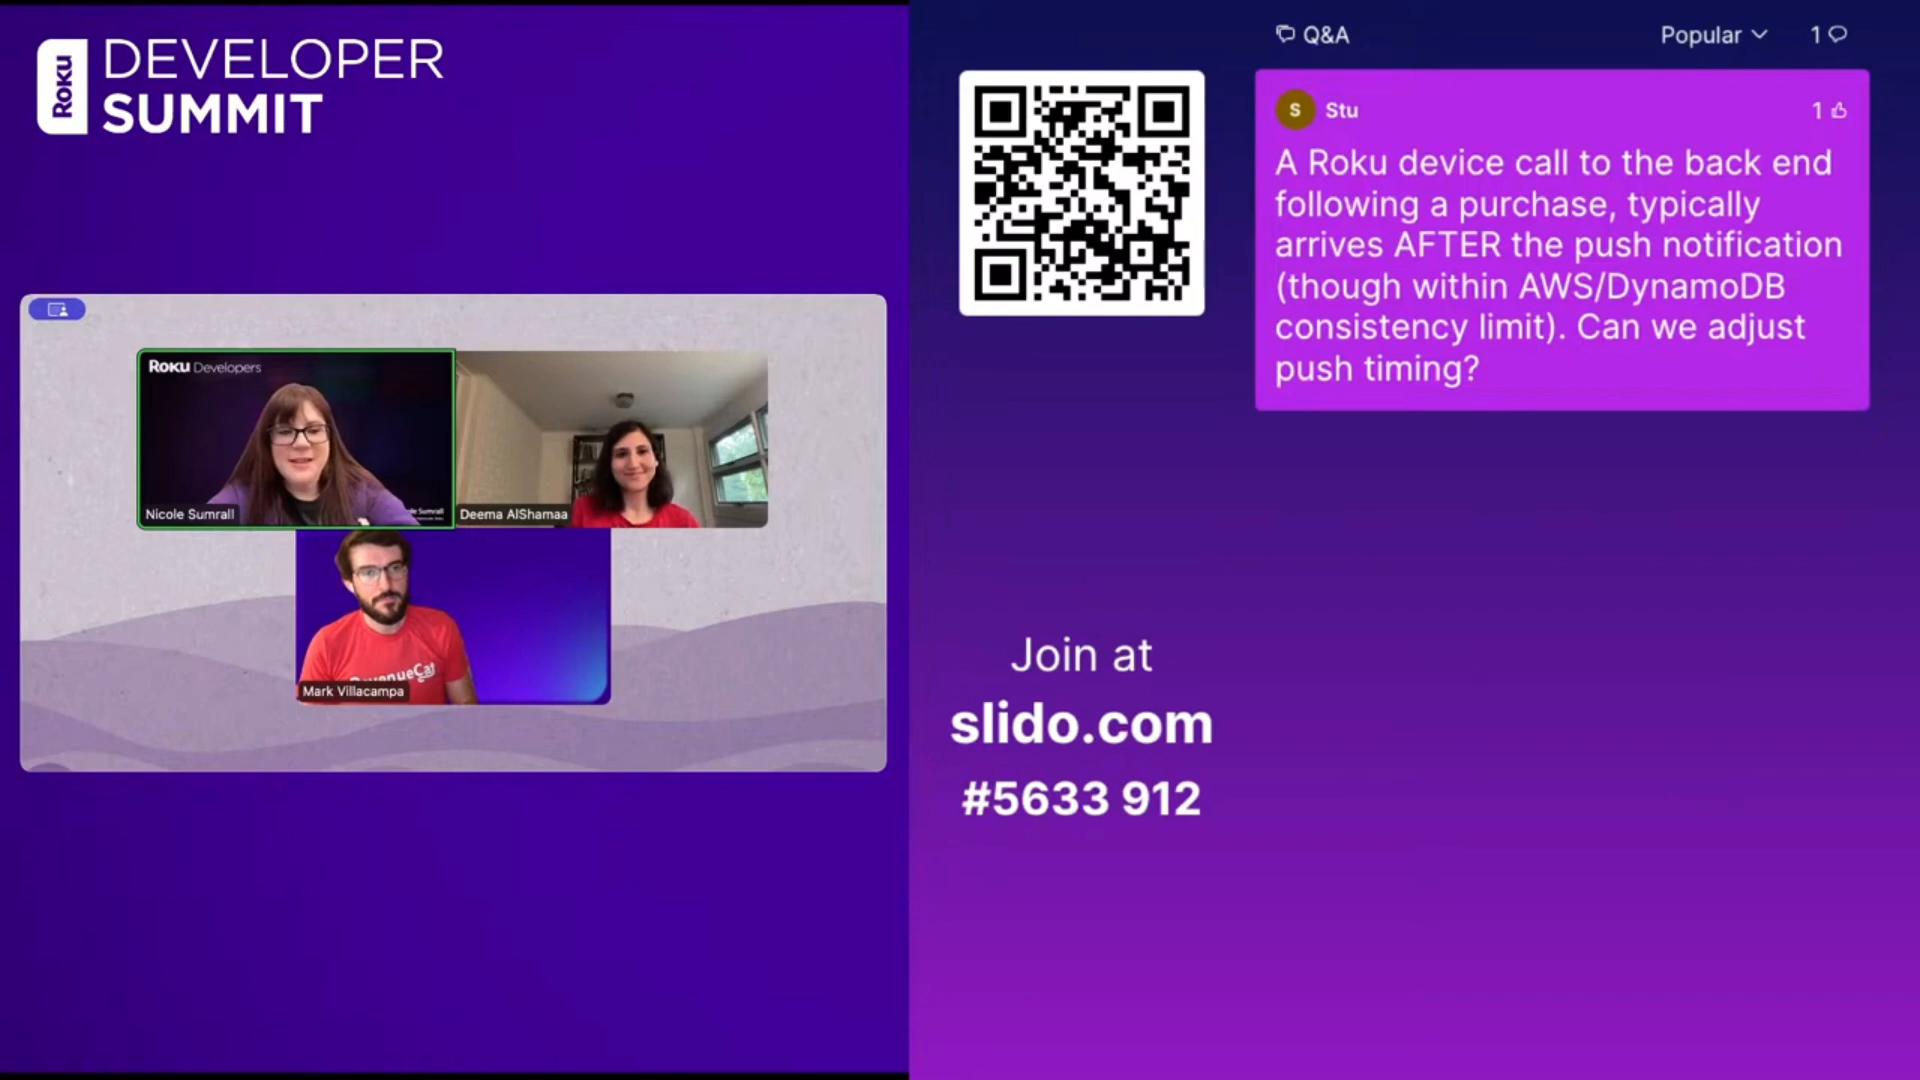 Roku
DEVELOPER
SUMMIT
Roku Developers
Nicole Sumrall
Deema AlShamaa
Mark Villacampa
Q&A
Popular
1
S
Stu
1
A Roku device call to the back end
following a purchase, typically
arrives AFTER the push notification
(though within AWS/DynamoDB
consistency limit). Can we adjust
push timing?
Join at
slido.com
#5633 912